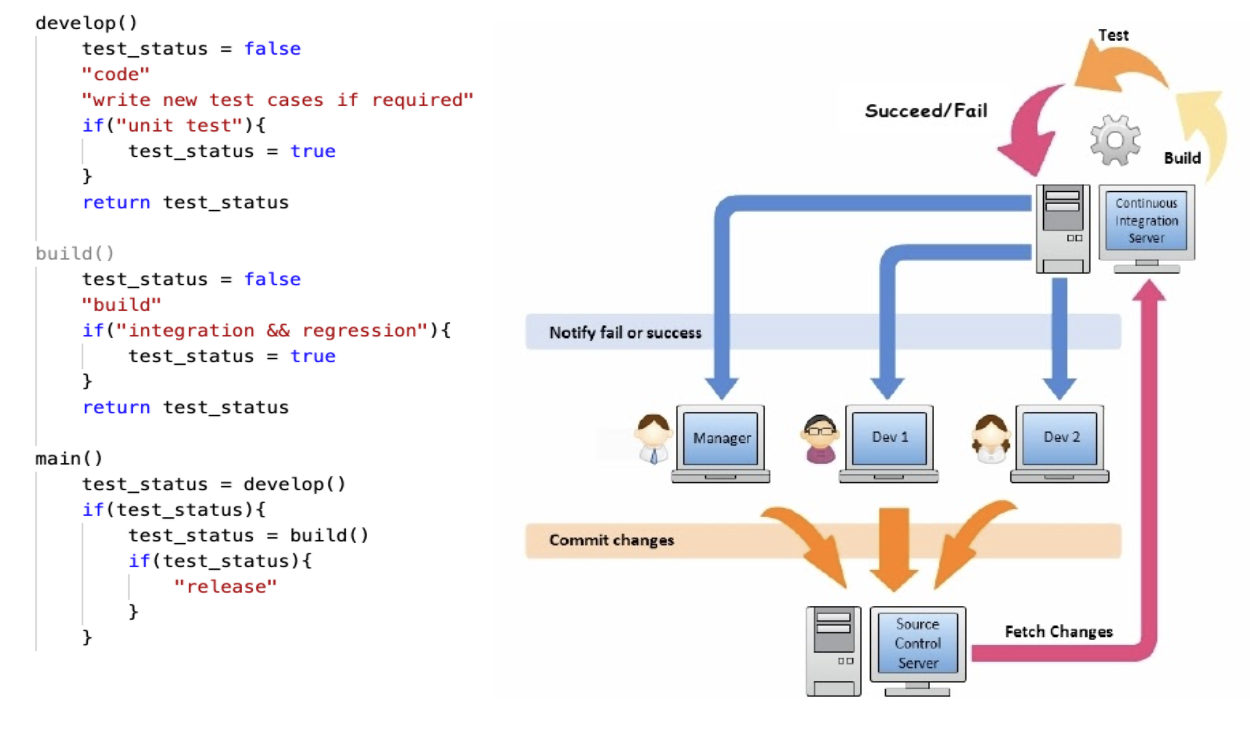 develop()
test_status = false
"code"
"write new test cases if required"
if("unit test"){
test_status = true
}
return test_status
build()
test_status = false
"build"
if("integration && regression"){
test_status = true
}
return test_status
main()
test_status = develop()
if(test_status){
test_status = build()
if(test_status){
"release"
}
}
Test
Succeed/Fail
Build
Continuous
Integration
Server
Notify fail or success
Manager
Dev 1
Dev 2
Commit changes
Source
Control
Server
Fetch Changes